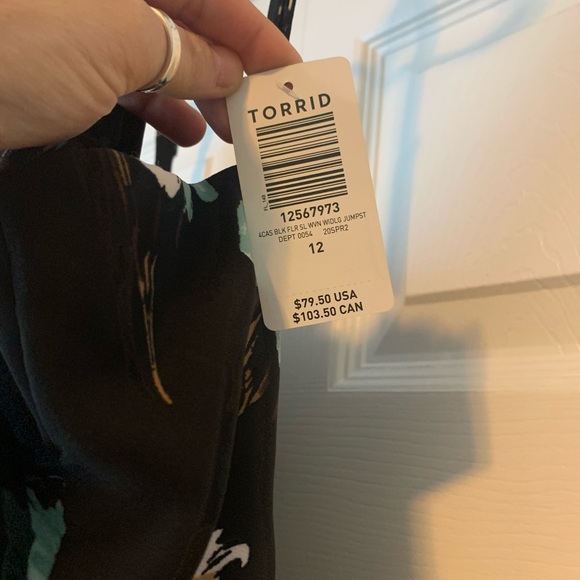 TORRID
12567973
4CAS BLK FLR SL WVN WIDLG JUMPST
DEPT 0054 20SPR2
12
$79.50 USA
$103.50 CAN